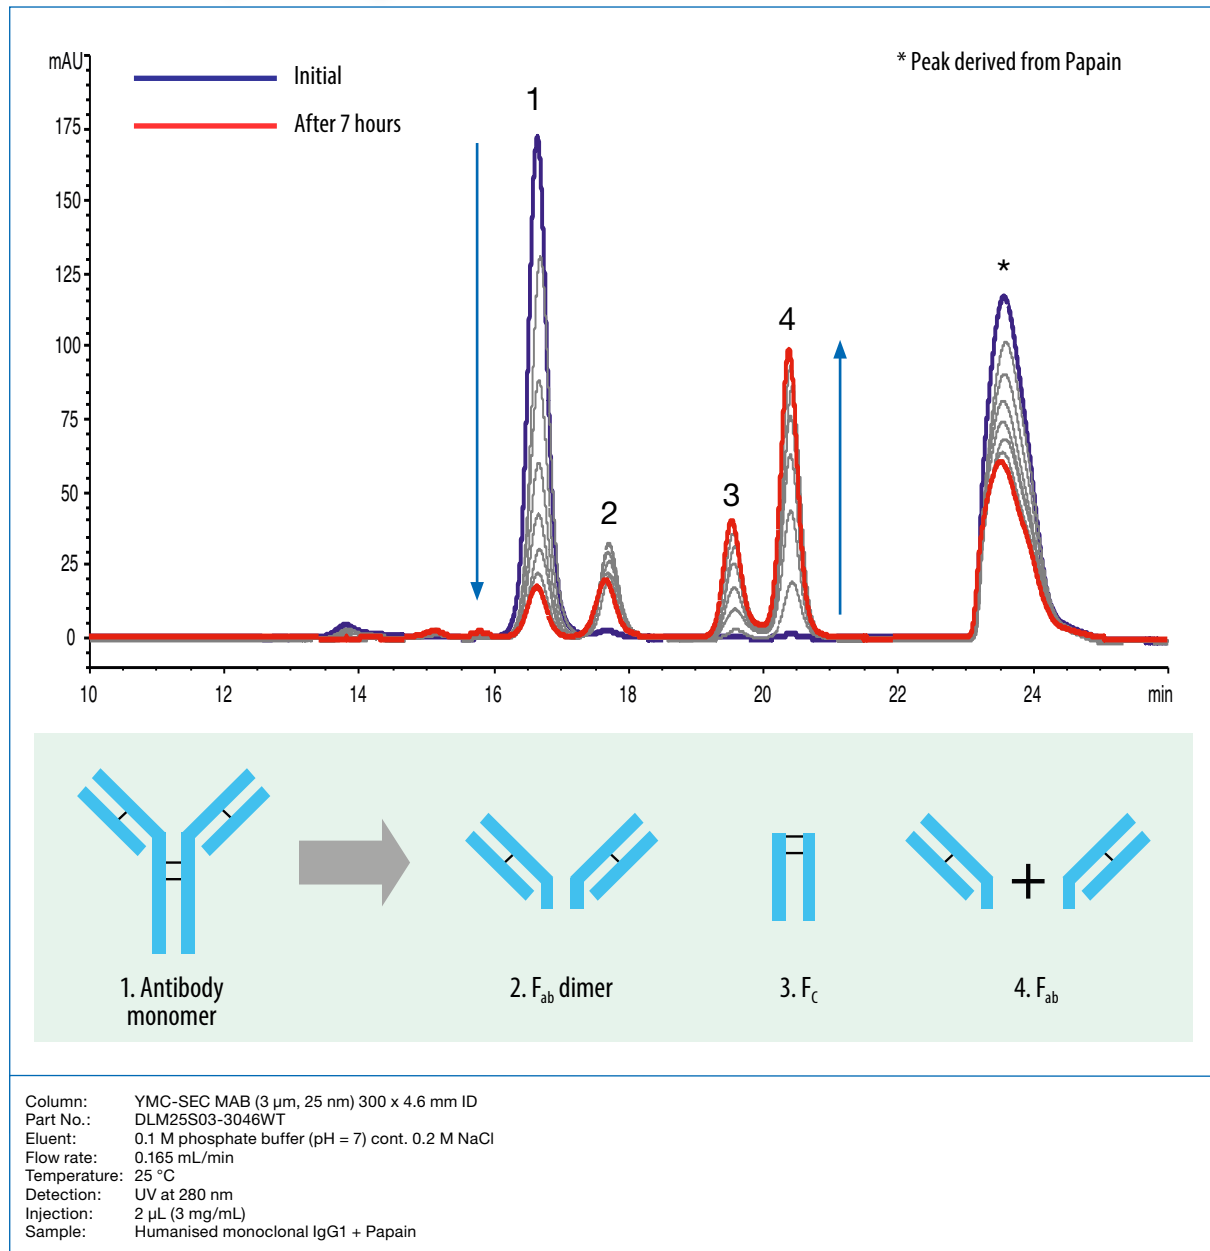 mAU
Initial
After 7 hours
* Peak derived from Papain
1
2
3
4
*
175
150
125
100
75
50
25
0
10 12 14 16 18 20 22 24 min
+
1. Antibody
monomer
2. Fab dimer
3. FC
4. Fab
Column: YMC-SEC MAB (3 µm, 25 nm) 300 x 4.6 mm ID
Part No.: DLM25S03-3046WT
Eluent: 0.1 M phosphate buffer (pH = 7) cont. 0.2 M NaCl
Flow rate: 0.165 mL/min
Temperature: 25 °C
Detection: UV at 280 nm
Injection: 2 µL (3 mg/mL)
Sample: Humanised monoclonal IgG1 + Papain